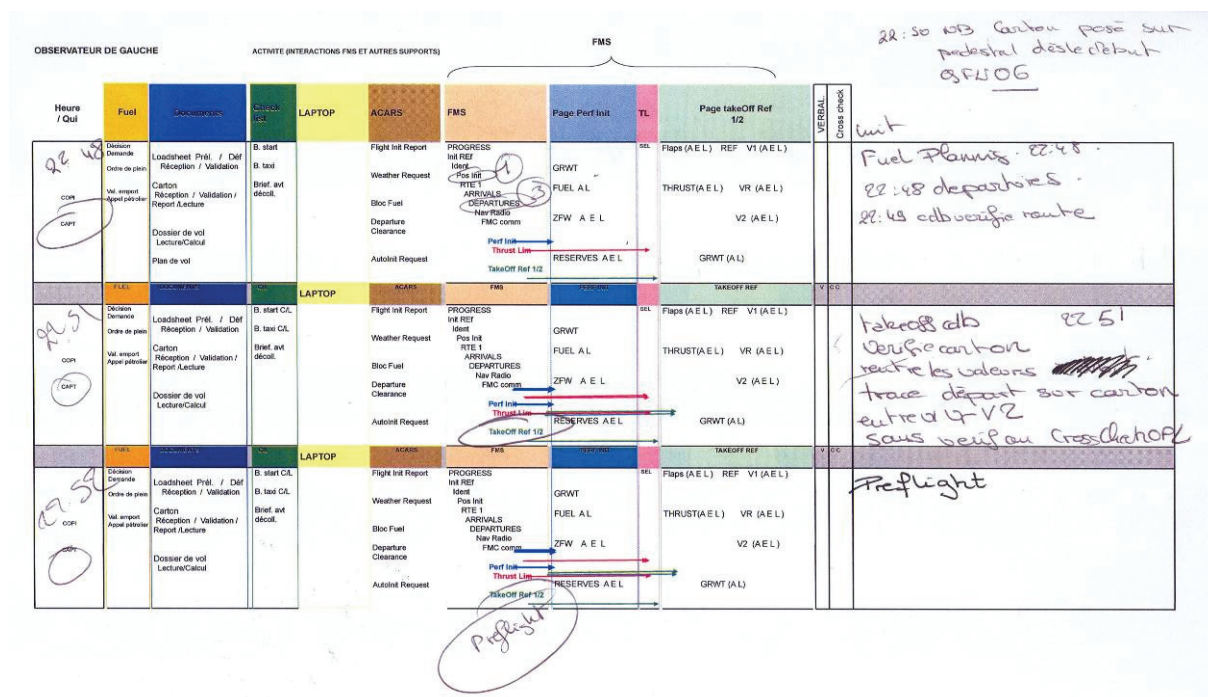 OBSERVATEUR DE GAUCHE
ACTIVITE (INTERACTIONS FMS ET AUTRES SUPPORTS)
FMS
22:50 NB Carton posé sur
pedestal dès le début
06
Heure / Qui
Fuel
Documents
Check list
LAPTOP
ACARS
FMS
Page Perf Init
TL
Page takeOff Ref 1/2
VERBAL.
Cross check
22 48
COPI
CAPT
Décision
Demande
Ordre de plein
Val. emport
Appel pétrolier
Loadsheet Prél. / Déf
Réception / Validation
Carton
Réception / Validation /
Report /Lecture
Dossier de vol
Lecture/Calcul
Plan de vol
B. start
B. taxi
Brief. avt
décoll.
Flight Init Report
Weather Request
Bloc Fuel
Departure
Clearance
AutoInit Request
PROGRESS
Init REf
Ident
Pos Init 1
RTE 1
ARRIVALS 3
DEPARTURES
Nav Radio
FMC comm
Perf Init
Thrust Lim
TakeOff Ref 1/2
GRWT
FUEL A L
ZFW A E L
RESERVES A E L
SEL
Flaps (A E L) REF V1 (A E L)
THRUST(A E L) VR (A E L)
V2 (A E L)
GRWT (A L)
init
Fuel Planning 22:48
22:48 departures
22:49 cdb verifie route
FUEL
DOCUMENTS
C/L
LAPTOP
ACARS
FMS
PERF INIT
TAKEOFF REF
V
C C
22 51
COPI
CAPT
Décision
Demande
Ordre de plein
Val. emport
Appel pétrolier
Loadsheet Prél. / Déf
Réception / Validation
Carton
Réception / Validation /
Report /Lecture
Dossier de vol
Lecture/Calcul
B. start C/L
B. taxi C/L
Brief. avt
décoll.
Flight Init Report
Weather Request
Bloc Fuel
Departure
Clearance
AutoInit Request
PROGRESS
Init REf
Ident
Pos Init
RTE 1
ARRIVALS
DEPARTURES
Nav Radio
FMC comm
Perf Init
Thrust Lim
TakeOff Ref 1/2
GRWT
FUEL A L
ZFW A E L
RESERVES A E L
SEL
Flaps (A E L) REF V1 (A E L)
THRUST(A E L) VR (A E L)
V2 (A E L)
GRWT (A L)
takeoff cdb 22 51
verifie carton
rentre les valeurs
trace départ sur carton
V2
sans verif ou CrossCheck OPL
FUEL
DOCUMENTS
C/L
LAPTOP
ACARS
FMS
PERF INIT
TAKEOFF REF
V
C C
COPI
CAPT
Décision
Demande
Ordre de plein
Val. emport
Appel pétrolier
Loadsheet Prél. / Déf
Réception / Validation
Carton
Réception / Validation /
Report /Lecture
Dossier de vol
Lecture/Calcul
B. start C/L
B. taxi C/L
Brief. avt
décoll.
Flight Init Report
Weather Request
Bloc Fuel
Departure
Clearance
AutoInit Request
PROGRESS
Init REf
Ident
Pos Init
RTE 1
ARRIVALS
DEPARTURES
Nav Radio
FMC comm
Perf Init
Thrust Lim
TakeOff Ref 1/2
GRWT
FUEL A L
ZFW A E L
RESERVES A E L
SEL
Flaps (A E L) REF V1 (A E L)
THRUST(A E L) VR (A E L)
V2 (A E L)
GRWT (A L)
Preflight
Preflight